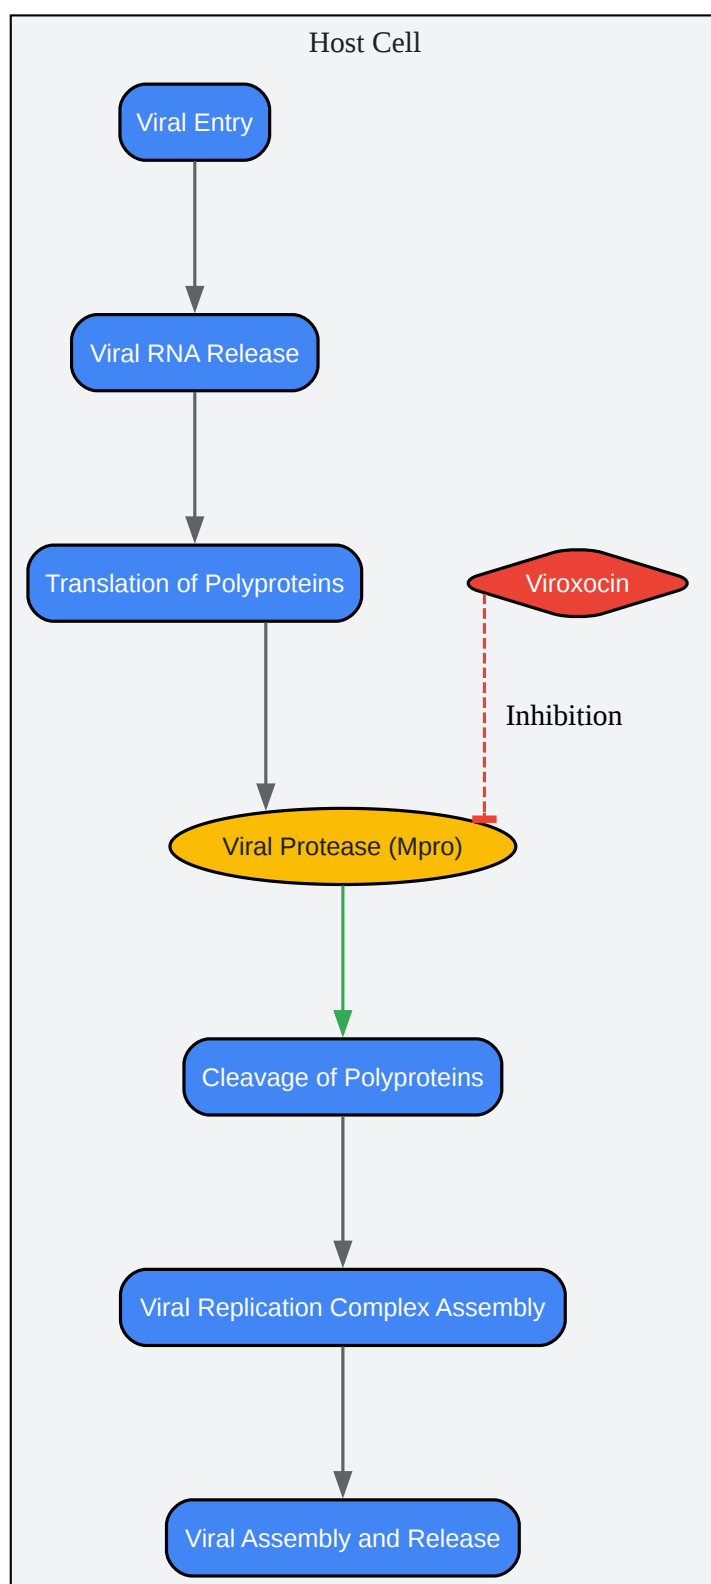 Host Cell
Viral Entry
Viral RNA Release
Translation of Polyproteins
Viroxocin
Inhibition
Viral Protease (Mpro)
Cleavage of Polyproteins
Viral Replication Complex Assembly
Viral Assembly and Release